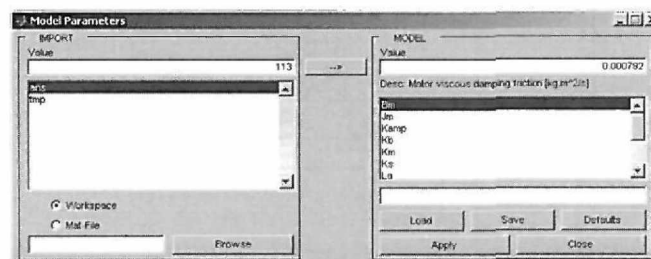 Model Parameters
IMPORT
Value
113
ans
tmp
Workspace
Mat-File
Browse
-->
MODEL
Value
0.000792
Desc: Motor viscous damping friction [kg.m^2/s]
Bm
Jm
Kamp
Kb
Km
Ks
La
Load
Save
Defaults
Apply
Close